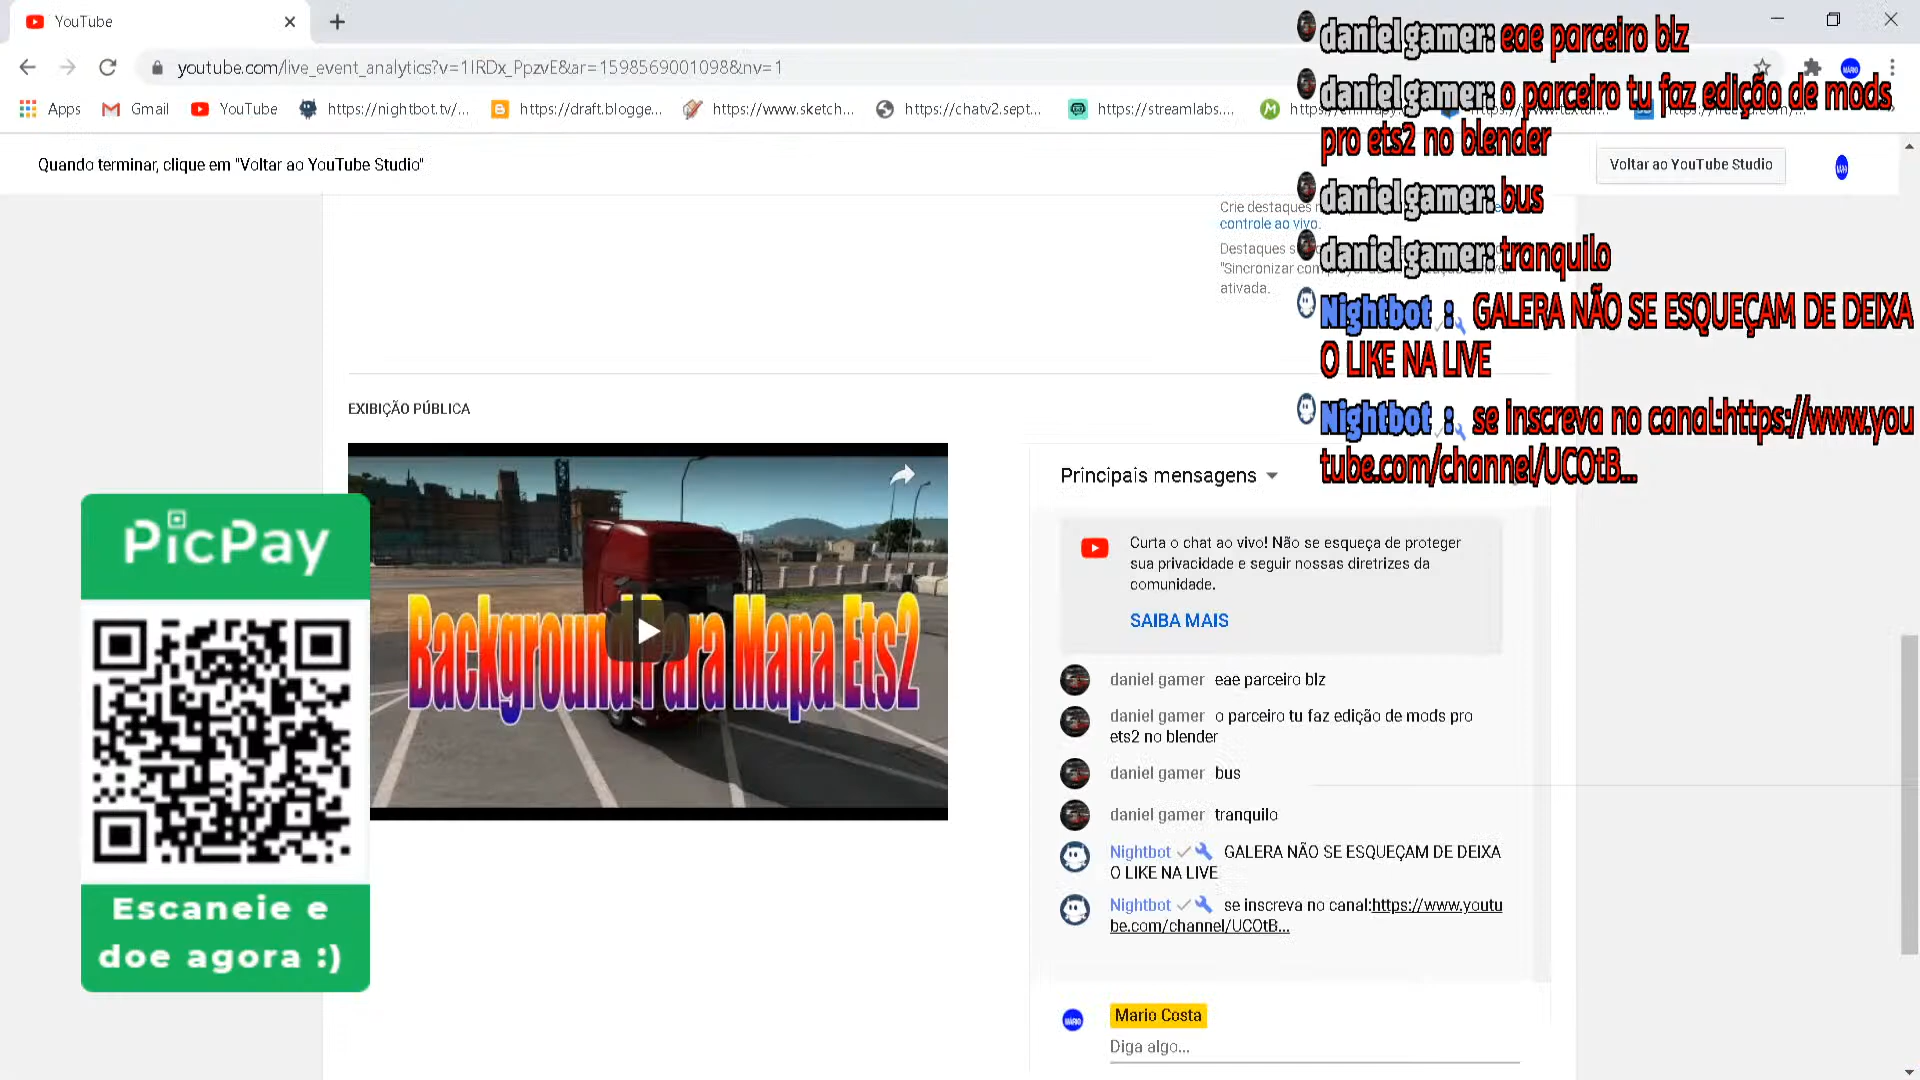 YouTube
youtube.com/live_event_analytics?v=1IRDx_PpzvE&ar=1598569001098&nv=1
Apps
Gmail
YouTube
https://nightbot.tv/...
https://draft.blogge...
https://www.sketch...
https://chatv2.sept...
https://streamlabs....
Quando terminar, clique em "Voltar ao YouTube Studio"
Voltar ao YouTube Studio
daniel gamer: eae parceiro blz
daniel gamer: o parceiro tu faz edição de mods
pro ets2 no blender
daniel gamer: bus
daniel gamer: tranquilo
Nightbot : GALERA NÃO SE ESQUEÇAM DE DEIXA
O LIKE NA LIVE
Nightbot : se inscreva no canal:https://www.you
tube.com/channel/UCOtB...
Crie destaques
controle ao vivo.
Destaques
"Sincronizar com
ativada.
EXIBIÇÃO PÚBLICA
Background Para Mapa Ets2
PicPay
Escaneie e
doe agora :)
Principais mensagens
Curta o chat ao vivo! Não se esqueça de proteger
sua privacidade e seguir nossas diretrizes da
comunidade.
SAIBA MAIS
daniel gamer eae parceiro blz
daniel gamer o parceiro tu faz edição de mods pro
ets2 no blender
daniel gamer bus
daniel gamer tranquilo
Nightbot GALERA NÃO SE ESQUEÇAM DE DEIXA
O LIKE NA LIVE
Nightbot se inscreva no canal:https://www.youtu
be.com/channel/UCOtB...
Mario Costa
Diga algo...